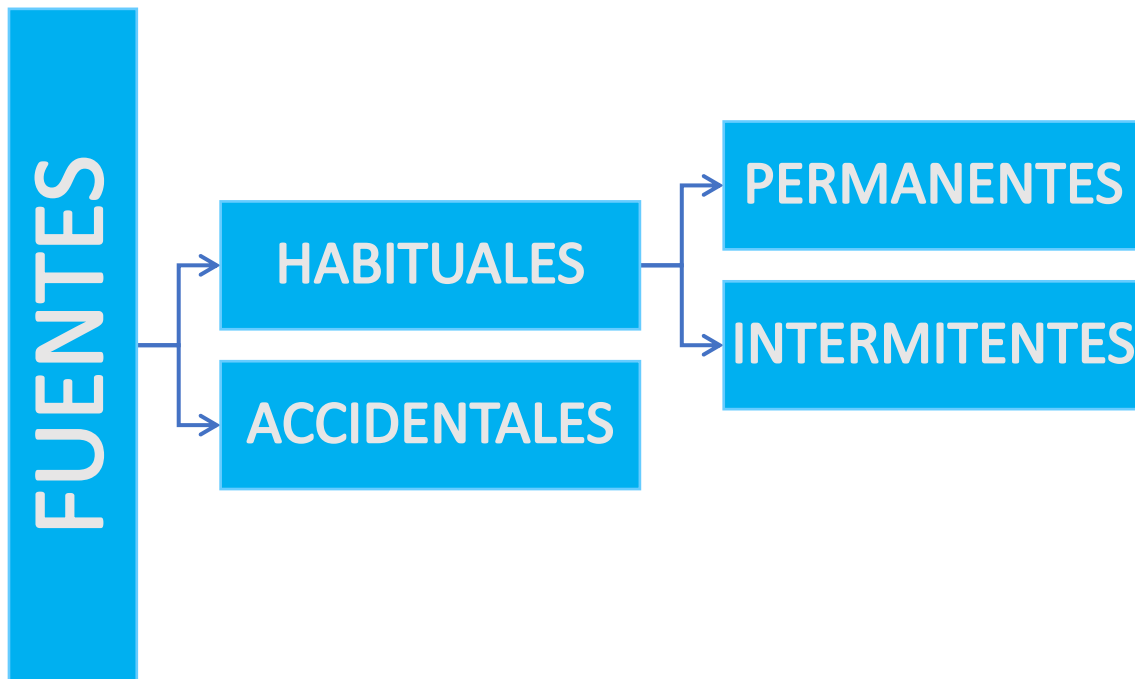 FUENTES
HABITUALES
ACCIDENTALES
PERMANENTES
INTERMITENTES